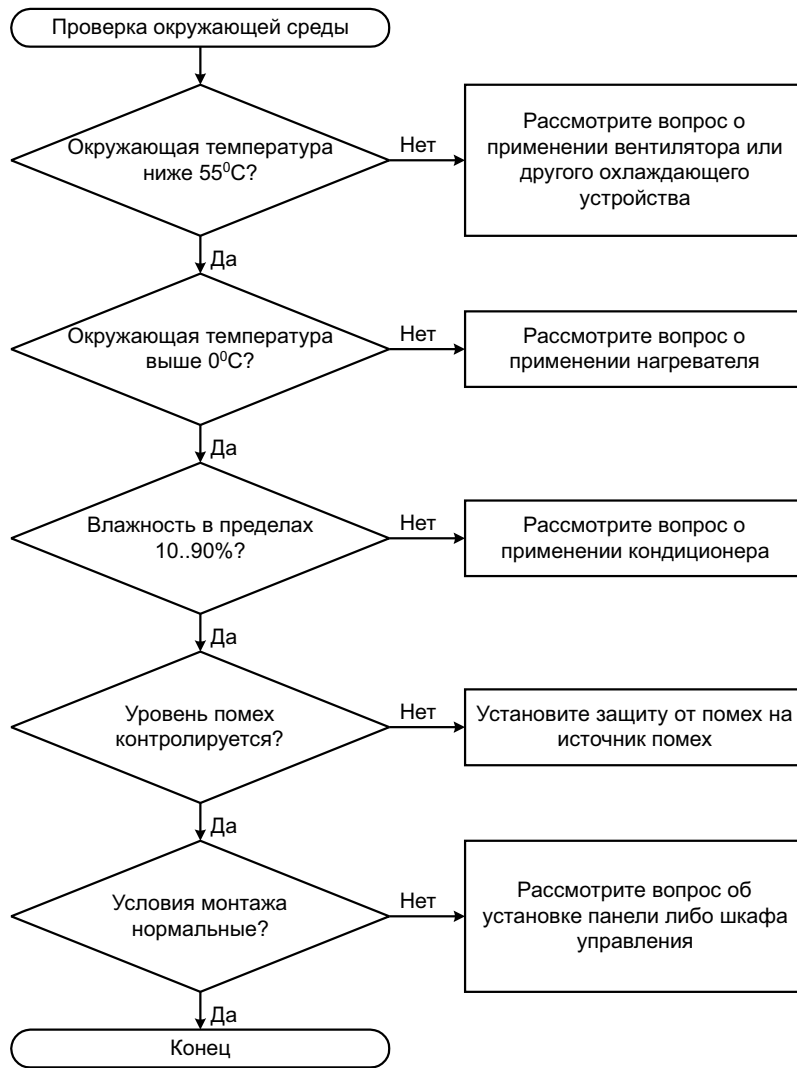 Проверка окружающей среды
Окружающая температура
ниже 55⁰C?
Нет
Рассмотрите вопрос о
применении вентилятора или
другого охлаждающего
устройства
Да
Окружающая температура
выше 0⁰C?
Нет
Рассмотрите вопрос о
применении нагревателя
Да
Влажность в пределах
10..90%?
Нет
Рассмотрите вопрос о
применении кондиционера
Да
Уровень помех
контролируется?
Нет
Установите защиту от помех на
источник помех
Да
Условия монтажа
нормальные?
Нет
Рассмотрите вопрос об
установке панели либо шкафа
управления
Да
Конец